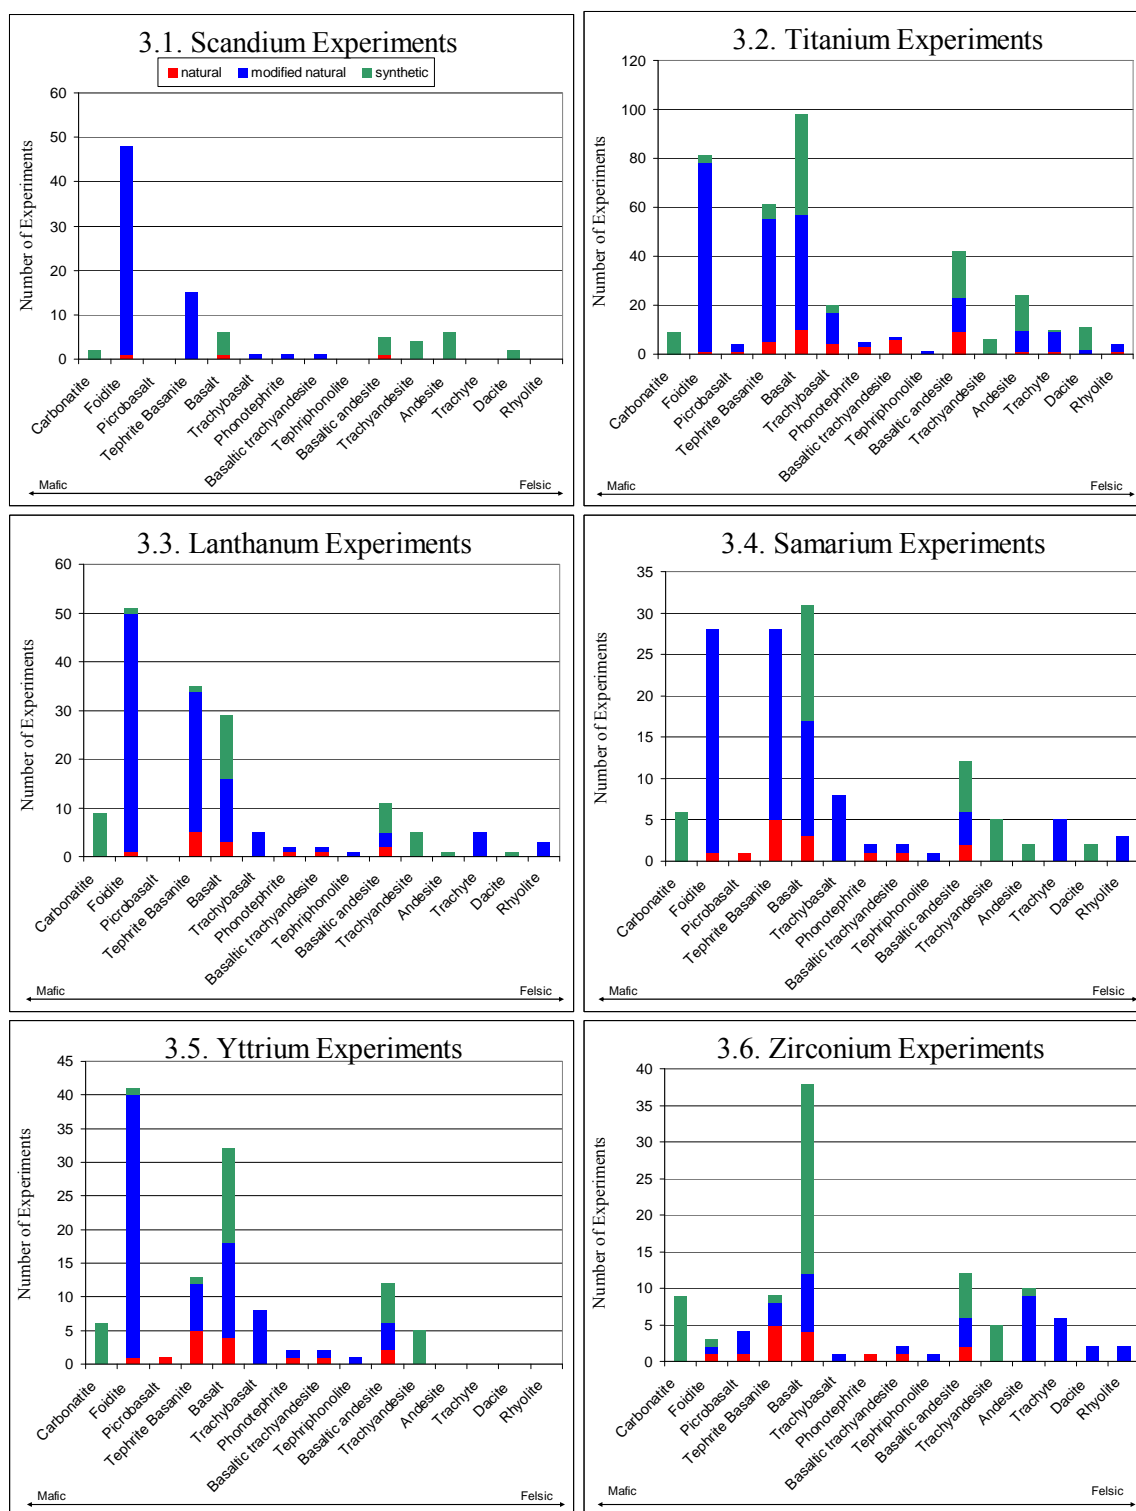 3.1. Scandium Experiments
natural modified natural synthetic
Number of Experiments
60
50
40
30
20
10
0
Carbonatite
Foidite
Picrobasalt
Tephrite Basanite
Basalt
Trachybasalt
Phonotephrite
Basaltic trachyandesite
Tephriphonolite
Basaltic andesite
Trachyandesite
Andesite
Trachyte
Dacite
Rhyolite
Mafic Felsic
3.2. Titanium Experiments
Number of Experiments
120
100
80
60
40
20
0
Carbonatite
Foidite
Picrobasalt
Tephrite Basanite
Basalt
Trachybasalt
Phonotephrite
Basaltic trachyandesite
Tephriphonolite
Basaltic andesite
Trachyandesite
Andesite
Trachyte
Dacite
Rhyolite
Mafic Felsic
3.3. Lanthanum Experiments
Number of Experiments
60
50
40
30
20
10
0
Carbonatite
Foidite
Picrobasalt
Tephrite Basanite
Basalt
Trachybasalt
Phonotephrite
Basaltic trachyandesite
Tephriphonolite
Basaltic andesite
Trachyandesite
Andesite
Trachyte
Dacite
Rhyolite
Mafic Felsic
3.4. Samarium Experiments
Number of Experiments
35
30
25
20
15
10
5
0
Carbonatite
Foidite
Picrobasalt
Tephrite Basanite
Basalt
Trachybasalt
Phonotephrite
Basaltic trachyandesite
Tephriphonolite
Basaltic andesite
Trachyandesite
Andesite
Trachyte
Dacite
Rhyolite
Mafic Felsic
3.5. Yttrium Experiments
Number of Experiments
45
40
35
30
25
20
15
10
5
0
Carbonatite
Foidite
Picrobasalt
Tephrite Basanite
Basalt
Trachybasalt
Phonotephrite
Basaltic trachyandesite
Tephriphonolite
Basaltic andesite
Trachyandesite
Andesite
Trachyte
Dacite
Rhyolite
Mafic Felsic
3.6. Zirconium Experiments
Number of Experiments
40
35
30
25
20
15
10
5
0
Carbonatite
Foidite
Picrobasalt
Tephrite Basanite
Basalt
Trachybasalt
Phonotephrite
Basaltic trachyandesite
Tephriphonolite
Basaltic andesite
Trachyandesite
Andesite
Trachyte
Dacite
Rhyolite
Mafic Felsic